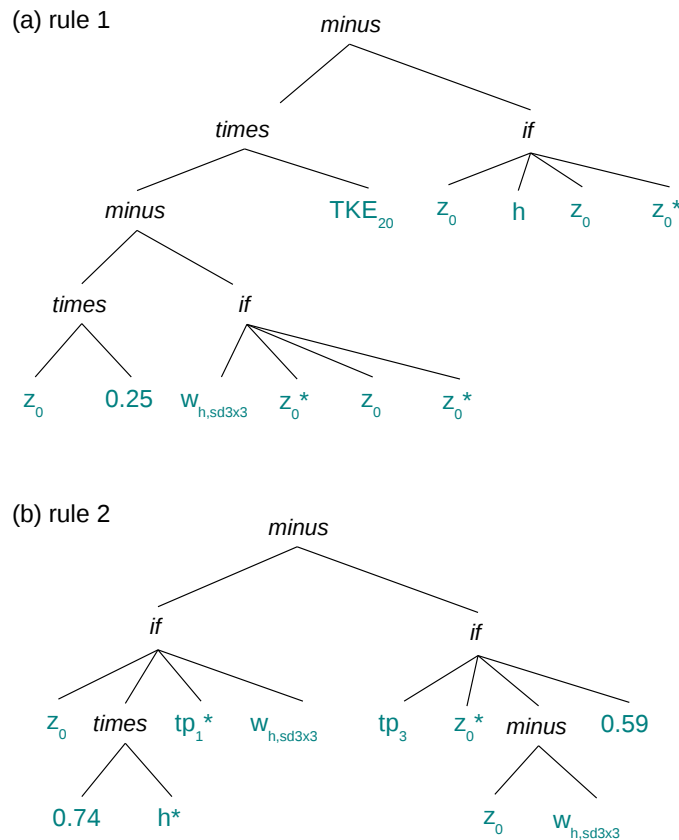 (a) rule 1
minus
times if
minus TKE20 z0 h z0 z0*
times if
z0 0.25 wh,sd3x3 z0* z0 z0*
(b) rule 2
minus
if if
z0 times tp1* wh,sd3x3 tp3 z0* minus 0.59
0.74 h* z0 wh,sd3x3